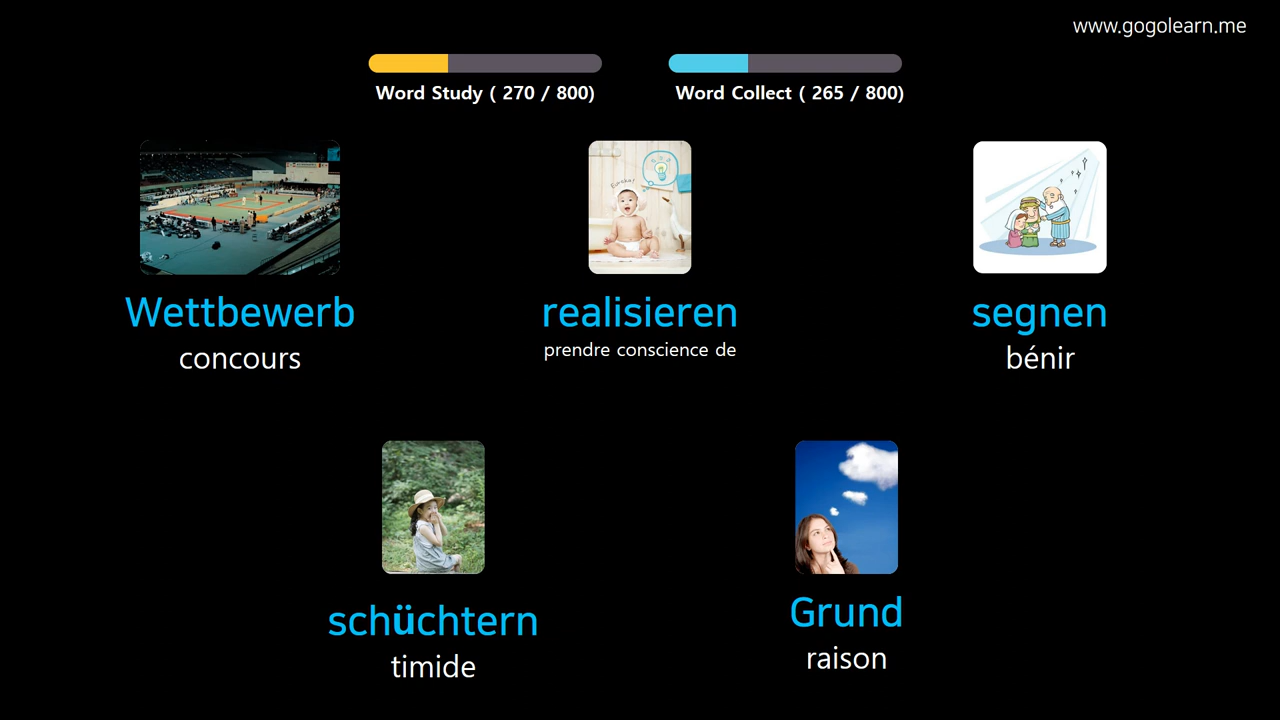 www.gogolearn.me
Word Study ( 270 / 800)
Word Collect ( 265 / 800)
Eureka!
Wettbewerb
concours
realisieren
prendre conscience de
segnen
bénir
schüchtern
timide
Grund
raison